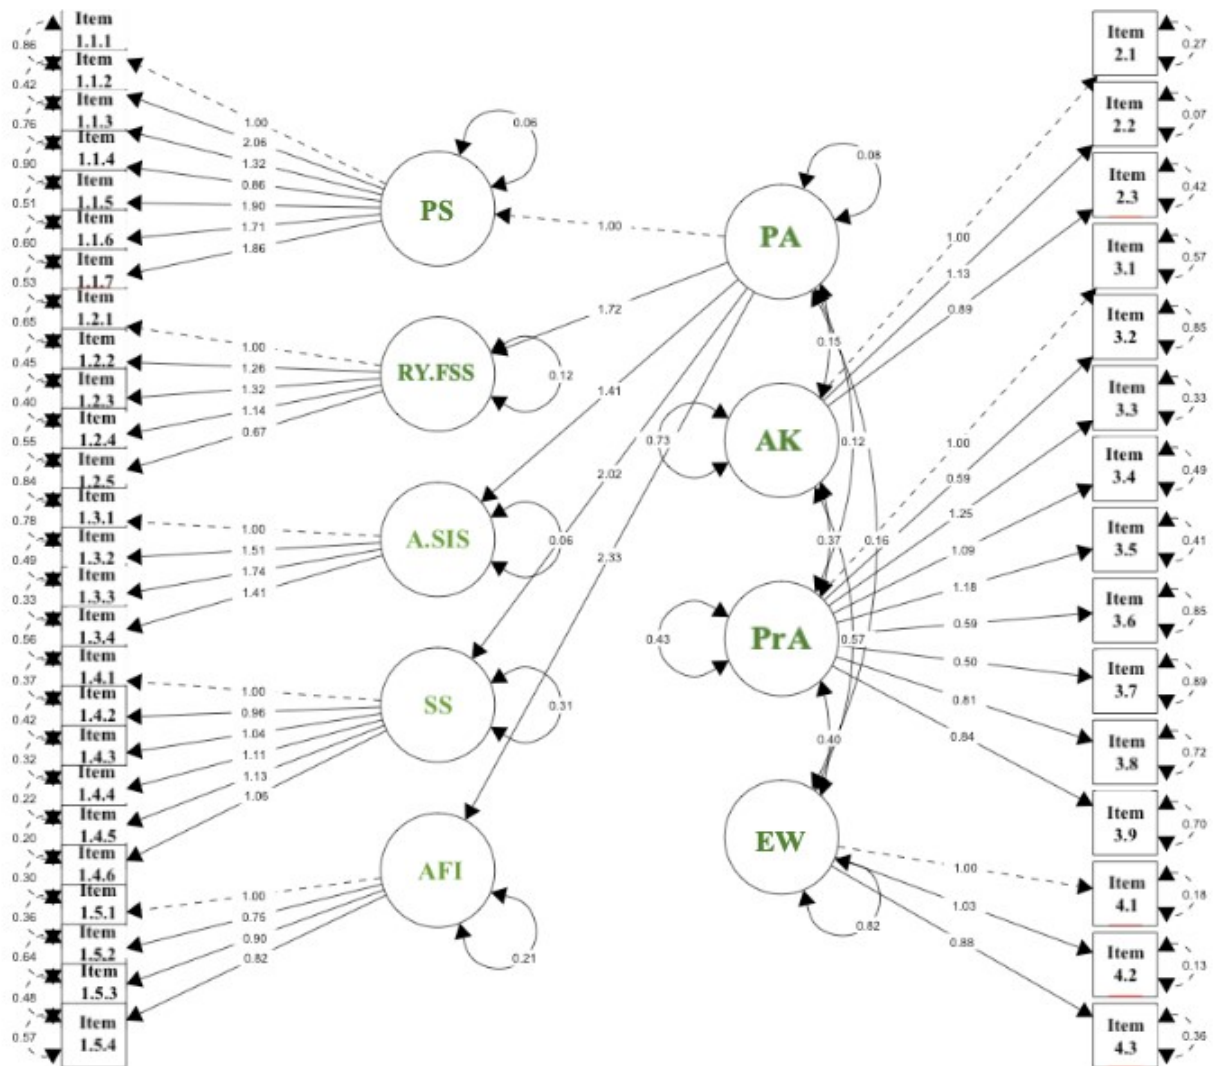 Item
1.1.1
Item
1.1.2
Item
1.1.3
Item
1.1.4
Item
1.1.5
Item
1.1.6
Item
1.1.7
Item
1.2.1
Item
1.2.2
Item
1.2.3
Item
1.2.4
Item
1.2.5
Item
1.3.1
Item
1.3.2
Item
1.3.3
Item
1.3.4
Item
1.4.1
Item
1.4.2
Item
1.4.3
Item
1.4.4
Item
1.4.5
Item
1.4.6
Item
1.5.1
Item
1.5.2
Item
1.5.3
Item
1.5.4
0.86
0.42
0.76
0.90
0.51
0.60
0.53
0.65
0.45
0.40
0.55
0.84
0.78
0.49
0.33
0.56
0.37
0.42
0.32
0.22
0.20
0.30
0.36
0.64
0.48
0.57
1.00
2.06
1.32
0.86
1.90
1.71
1.86
1.00
1.26
1.32
1.14
0.67
1.00
1.51
1.74
1.41
1.00
0.96
1.04
1.11
1.13
1.06
1.00
0.75
0.90
0.82
PS
0.06
RY.FSS
0.12
A.SIS
0.06
SS
0.31
AFI
0.21
1.00
1.72
1.41
2.02
2.33
PA
0.08
AK
0.73
PrA
0.43
EW
0.82
0.15
0.12
0.16
0.37
0.57
0.40
1.00
1.13
0.89
1.00
0.59
1.25
1.09
1.18
0.59
0.50
0.81
0.84
1.00
1.03
0.88
Item
2.1
Item
2.2
Item
2.3
Item
3.1
Item
3.2
Item
3.3
Item
3.4
Item
3.5
Item
3.6
Item
3.7
Item
3.8
Item
3.9
Item
4.1
Item
4.2
Item
4.3
0.27
0.07
0.42
0.57
0.85
0.33
0.49
0.41
0.85
0.89
0.72
0.70
0.18
0.13
0.36